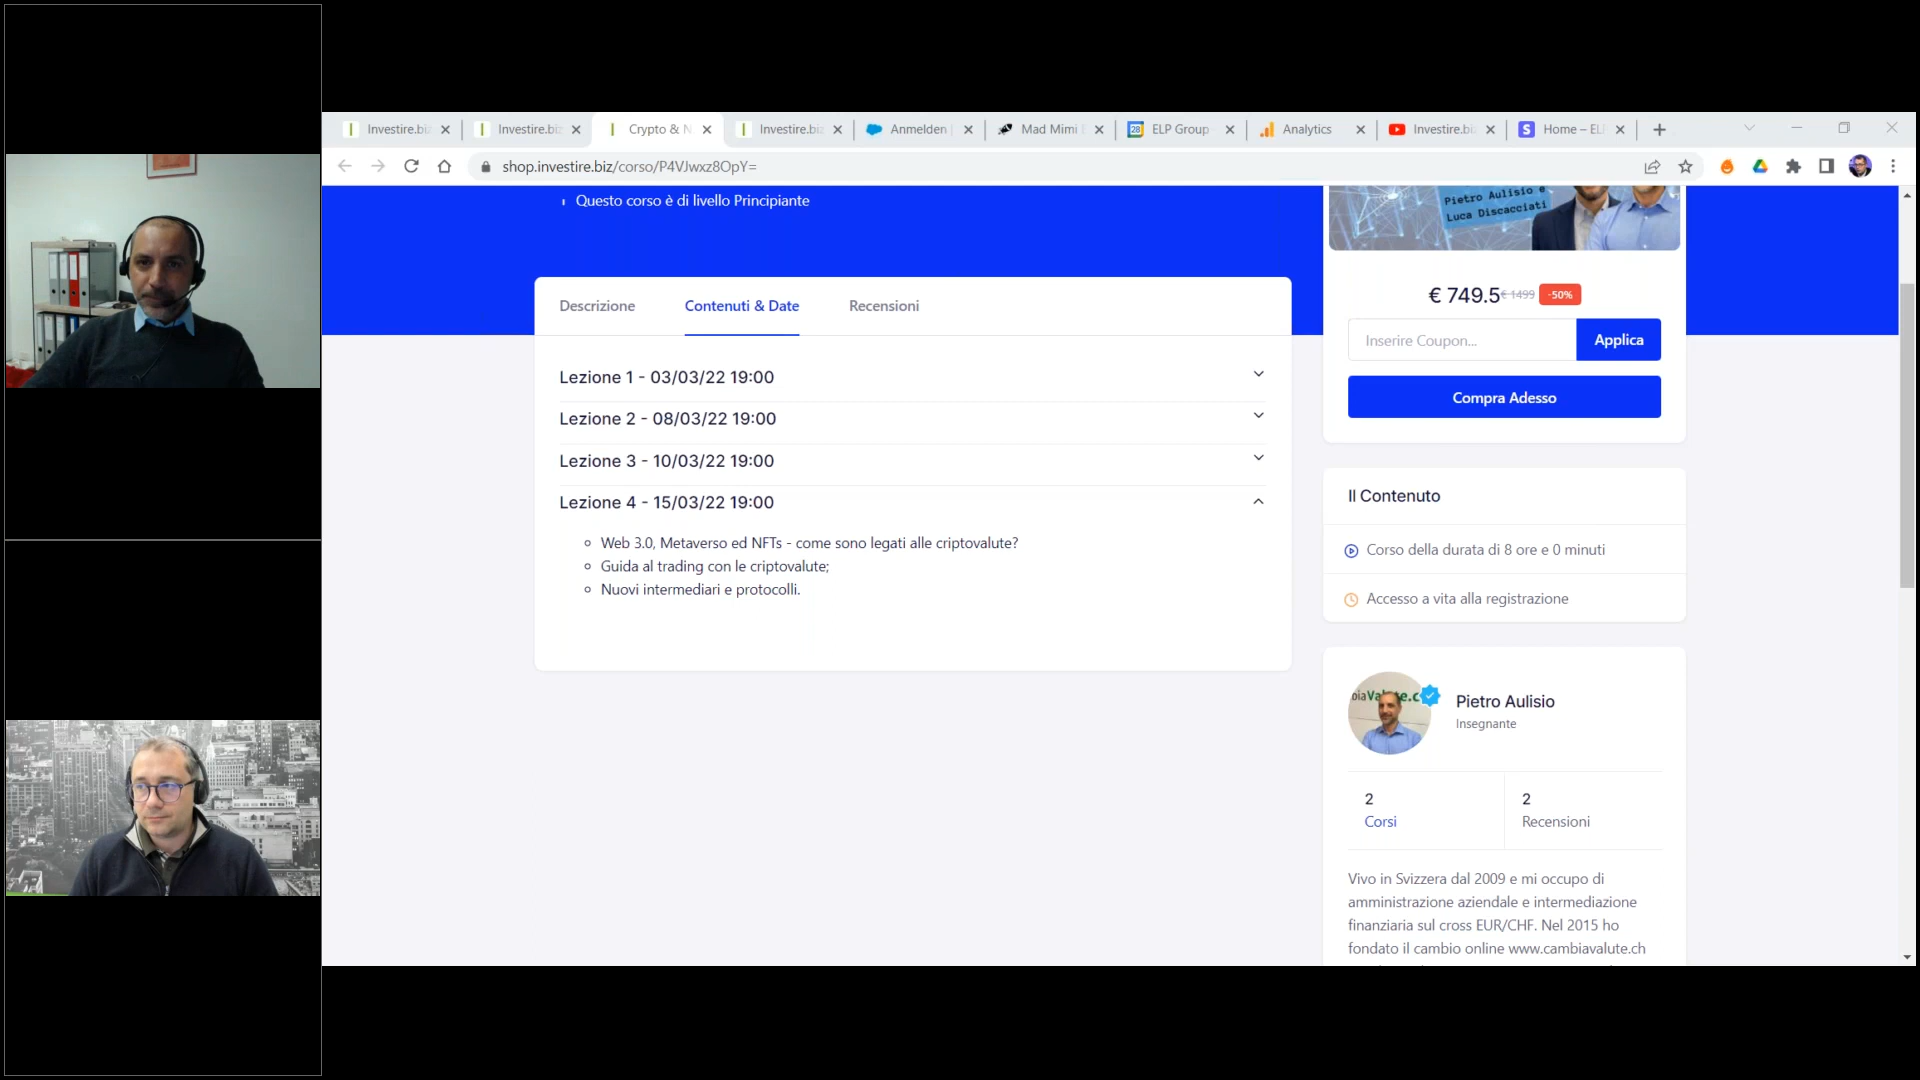 Investire.bi
Investire.biz
Crypto & N
Investire.biz
Anmelden
Mad Mimi
28
ELP Group
Analytics
Investire.bi
S
Home – EL
shop.investire.biz/corso/P4VJwxz8OpY=
Questo corso è di livello Principiante
Pietro Aulisio e
Luca Discacciati
Descrizione
Contenuti & Date
Recensioni
Lezione 1 - 03/03/22 19:00
Lezione 2 - 08/03/22 19:00
Lezione 3 - 10/03/22 19:00
Lezione 4 - 15/03/22 19:00
Web 3.0, Metaverso ed NFTs - come sono legati alle criptovalute?
Guida al trading con le criptovalute;
Nuovi intermediari e protocolli.
€ 749.5 € 1499 -50%
Inserire Coupon...
Applica
Compra Adesso
Il Contenuto
Corso della durata di 8 ore e 0 minuti
Accesso a vita alla registrazione
biaValute.c
Pietro Aulisio
Insegnante
2
Corsi
2
Recensioni
Vivo in Svizzera dal 2009 e mi occupo di
amministrazione aziendale e intermediazione
finanziaria sul cross EUR/CHF. Nel 2015 ho
fondato il cambio online www.cambiavalute.ch